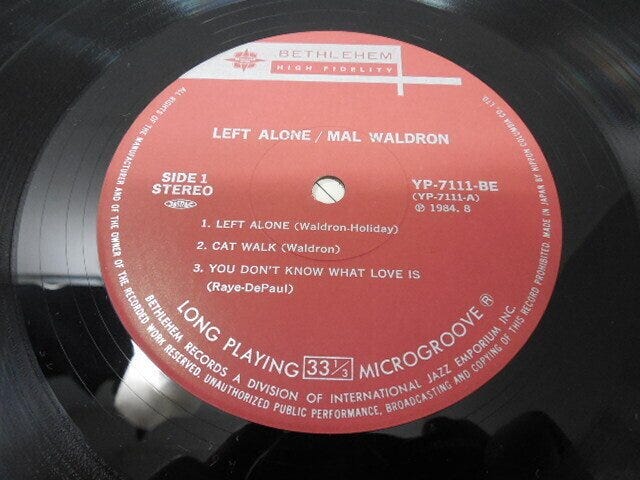 BETHLEHEM
HIGH FIDELITY
LEFT ALONE / MAL WALDRON
SIDE 1
STEREO
YP-7111-BE
(YP-7111-A)
Ⓟ 1984. 8
JASRAC
1. LEFT ALONE (Waldron-Holiday)
2. CAT WALK (Waldron)
3. YOU DON'T KNOW WHAT LOVE IS
(Raye-DePaul)
LONG PLAYING 33 1/3 MICROGROOVE ®
BETHLEHEM RECORDS A DIVISION OF INTERNATIONAL JAZZ EMPORIUM INC.
ALL RIGHTS OF THE MANUFACTURER AND OF THE OWNER OF THE RECORDED WORK RESERVED. UNAUTHORIZED PUBLIC PERFORMANCE, BROADCASTING AND COPYING OF THIS RECORD PROHIBITED. MADE IN JAPAN BY NIPPON COLUMBIA CO. LTD.